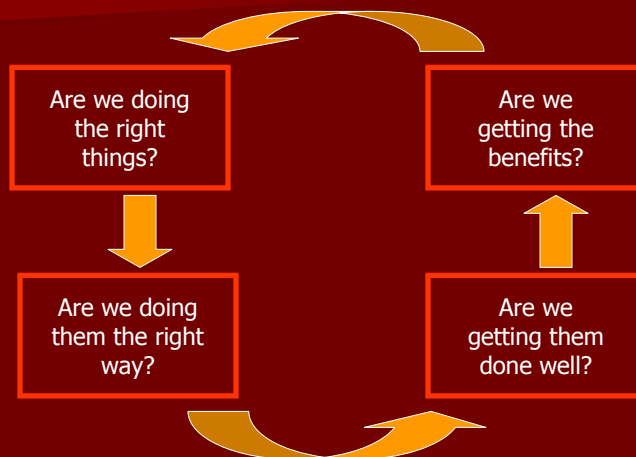 Are we doing
the right
things?
Are we
getting the
benefits?
Are we doing
them the right
way?
Are we
getting them
done well?